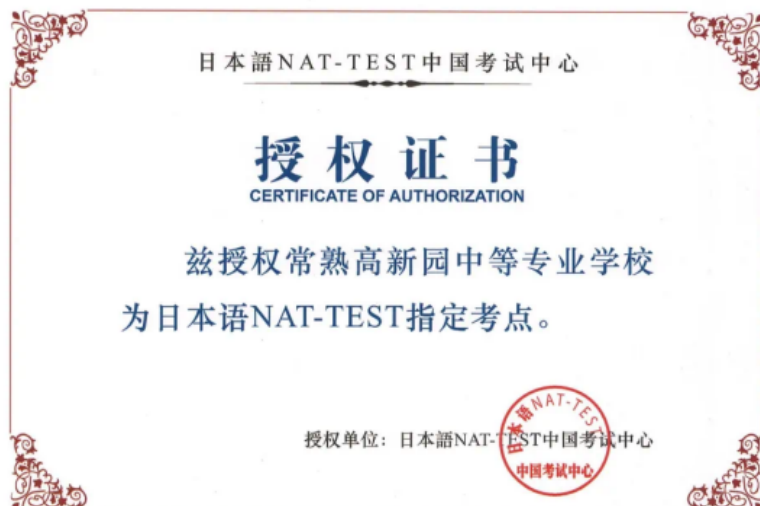 日本語NAT-TEST中国考试中心
授权证书
CERTIFICATE OF AUTHORIZATION
兹授权常熟高新园中等专业学校
为日本语NAT-TEST指定考点。
授权单位：日本語NAT-TEST中国考试中心
日本语NAT-TEST
中国考试中心